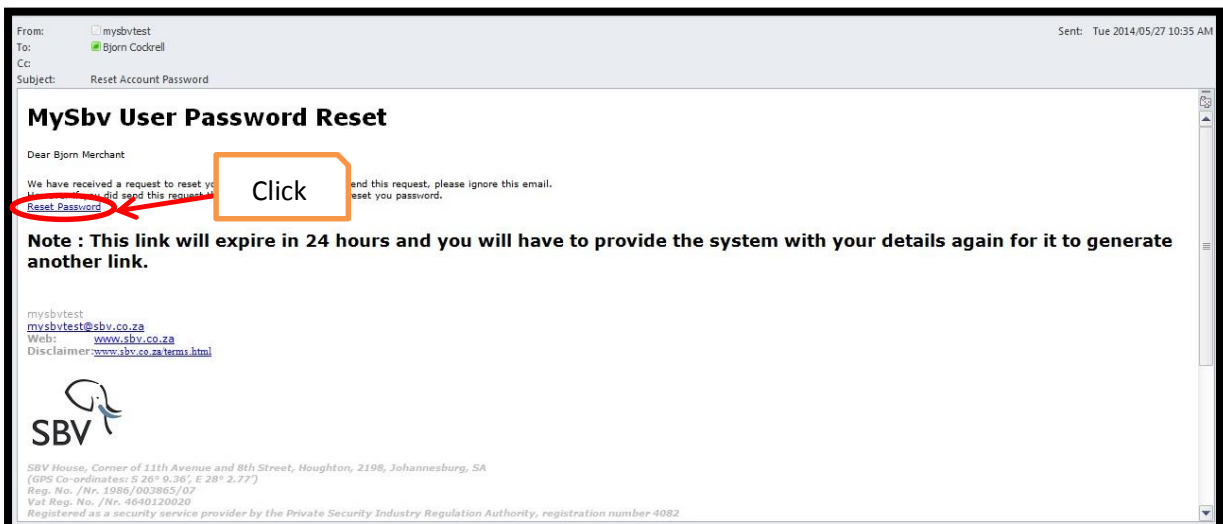 From: mysbvtest Sent: Tue 2014/05/27 10:35 AM
To: Bjorn Cockrell
Cc:
Subject: Reset Account Password
MySbv User Password Reset
Dear Bjorn Merchant
We have received a request to reset end this request, please ignore this email.
did send this request eset you password.
Click
Reset Password
Note : This link will expire in 24 hours and you will have to provide the system with your details again for it to generate
another link.
mysbvtest
mysbvtest@sbv.co.za
Web: www.sbv.co.za
Disclaimer:www.sbv.co.za/terms.html
SBV
SBV House, Corner of 11th Avenue and 8th Street, Houghton, 2198, Johannesburg, SA
(GPS Co-ordinates: S 26° 9.36', E 28° 2.77')
Reg. No. /Nr. 1986/003865/07
Vat Reg. No. /Nr. 4640120020
Registered as a security service provider by the Private Security Industry Regulation Authority, registration number 4082